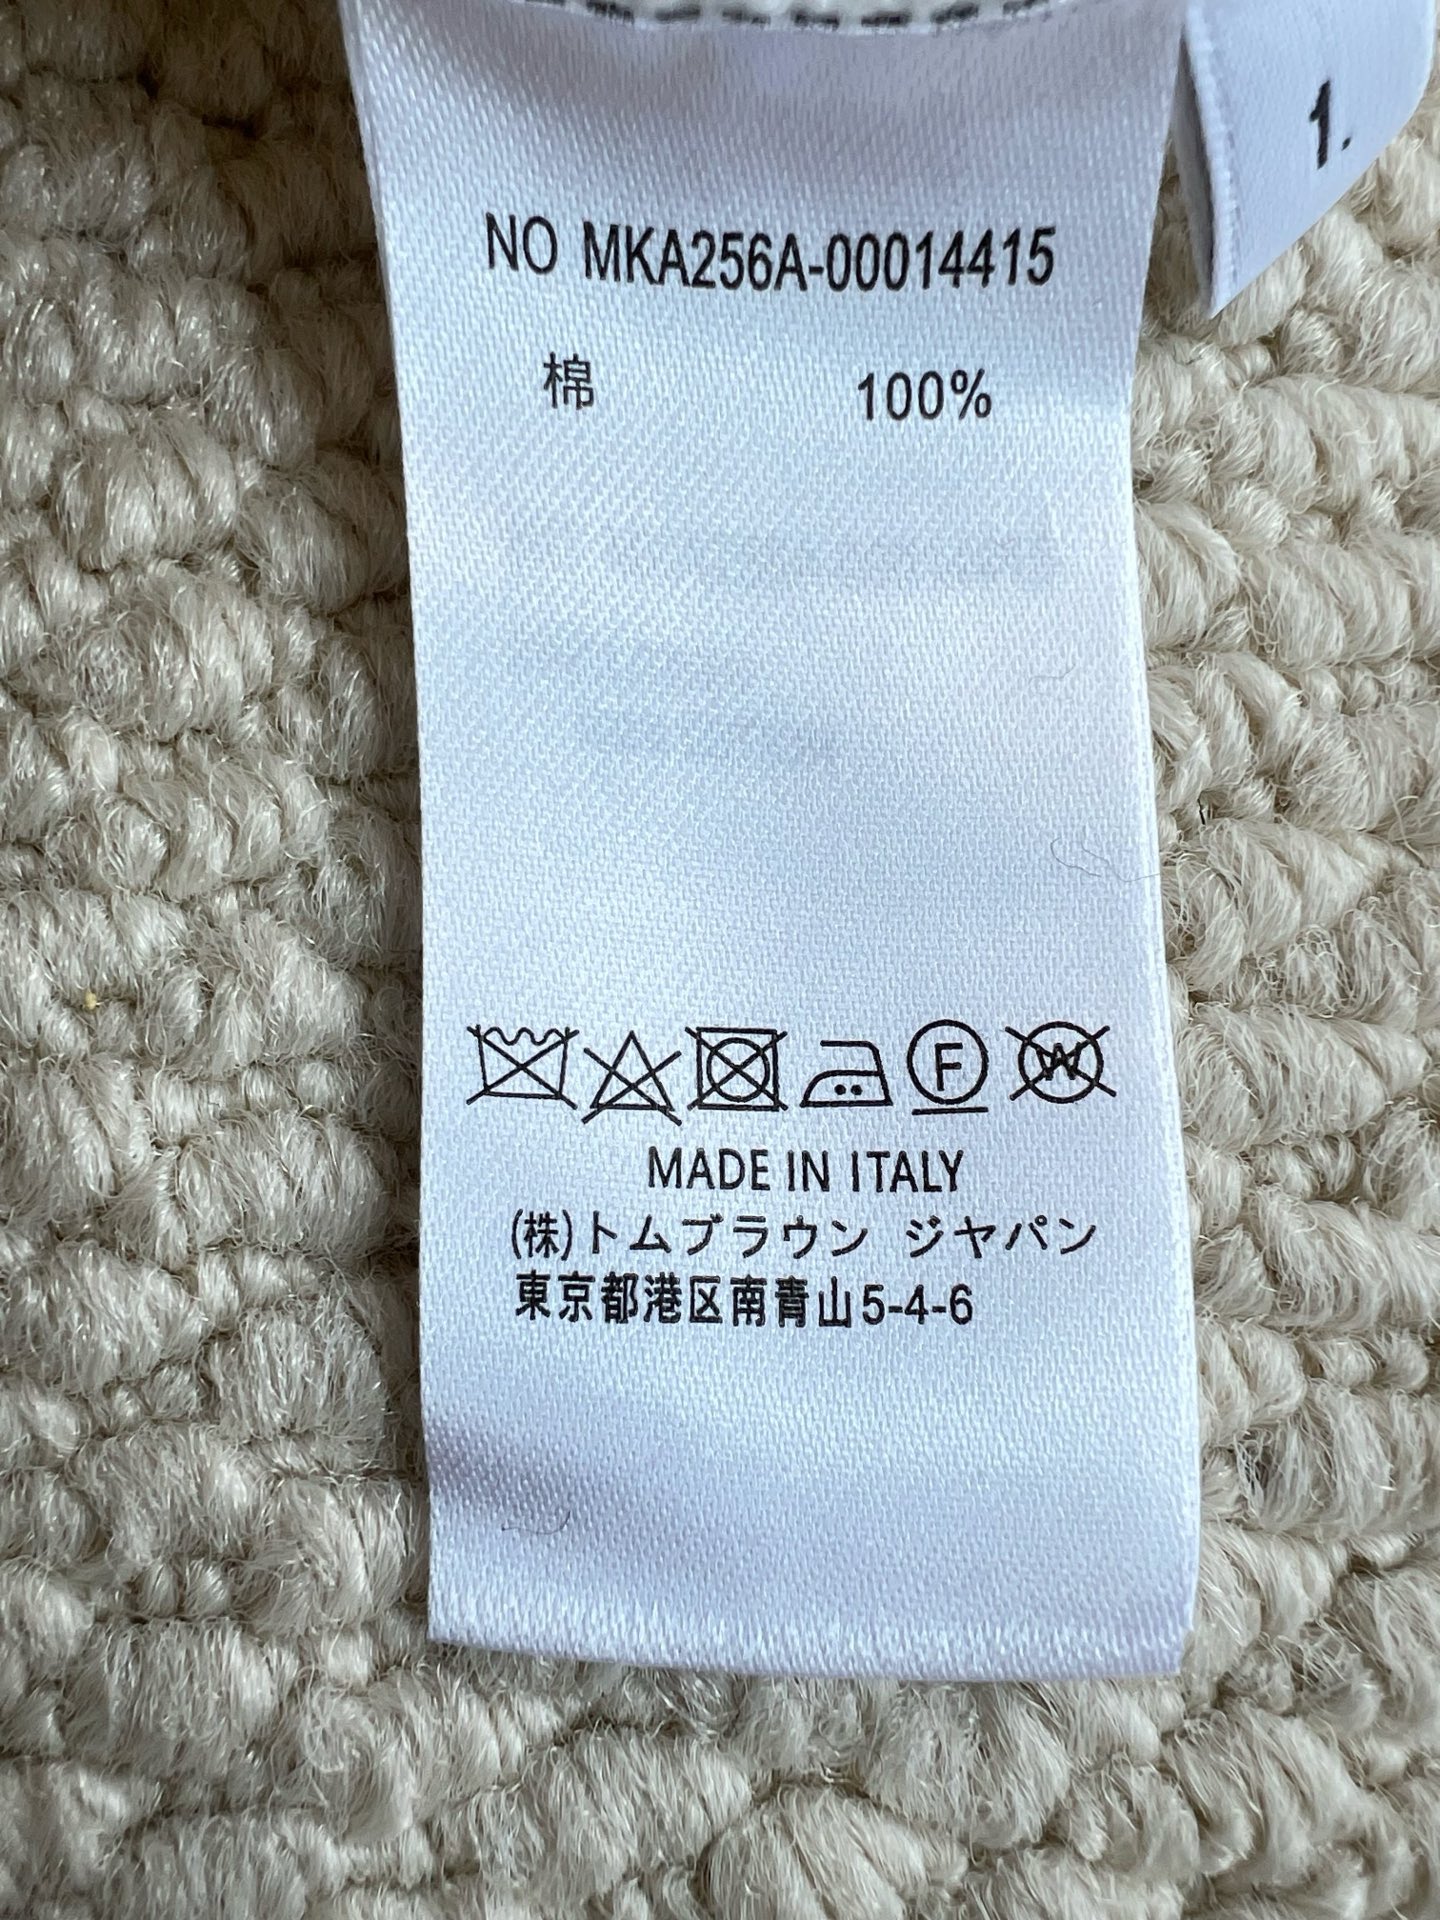 1.
NO MKA256A-00014415
棉 100%
F W
MADE IN ITALY
(株)トムブラウン ジヤパン
東京都港区南青山5-4-6